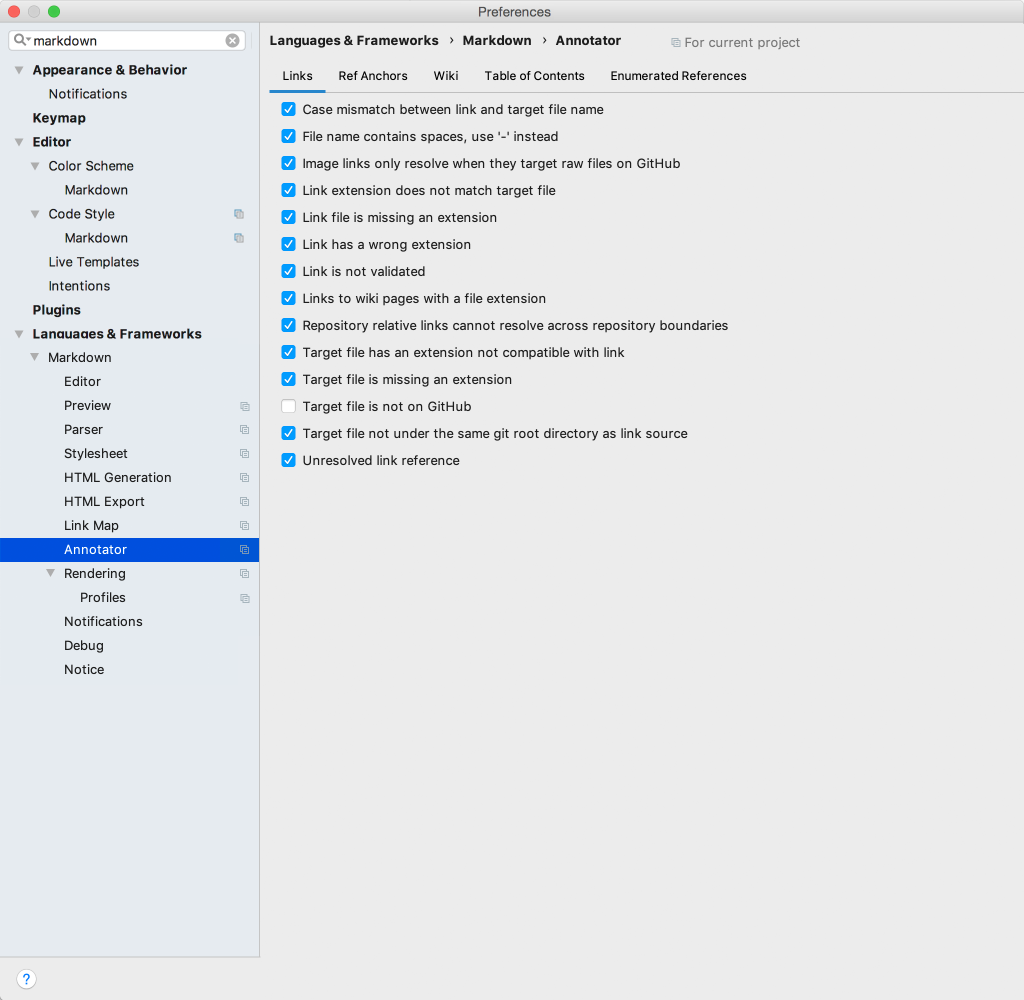 Preferences
markdown
Appearance & Behavior
Notifications
Keymap
Editor
Color Scheme
Markdown
Code Style
Markdown
Live Templates
Intentions
Plugins
Languages & Frameworks
Markdown
Editor
Preview
Parser
Stylesheet
HTML Generation
HTML Export
Link Map
Annotator
Rendering
Profiles
Notifications
Debug
Notice
?
Languages & Frameworks › Markdown › Annotator For current project
Links Ref Anchors Wiki Table of Contents Enumerated References
Case mismatch between link and target file name
File name contains spaces, use '-' instead
Image links only resolve when they target raw files on GitHub
Link extension does not match target file
Link file is missing an extension
Link has a wrong extension
Link is not validated
Links to wiki pages with a file extension
Repository relative links cannot resolve across repository boundaries
Target file has an extension not compatible with link
Target file is missing an extension
Target file is not on GitHub
Target file not under the same git root directory as link source
Unresolved link reference